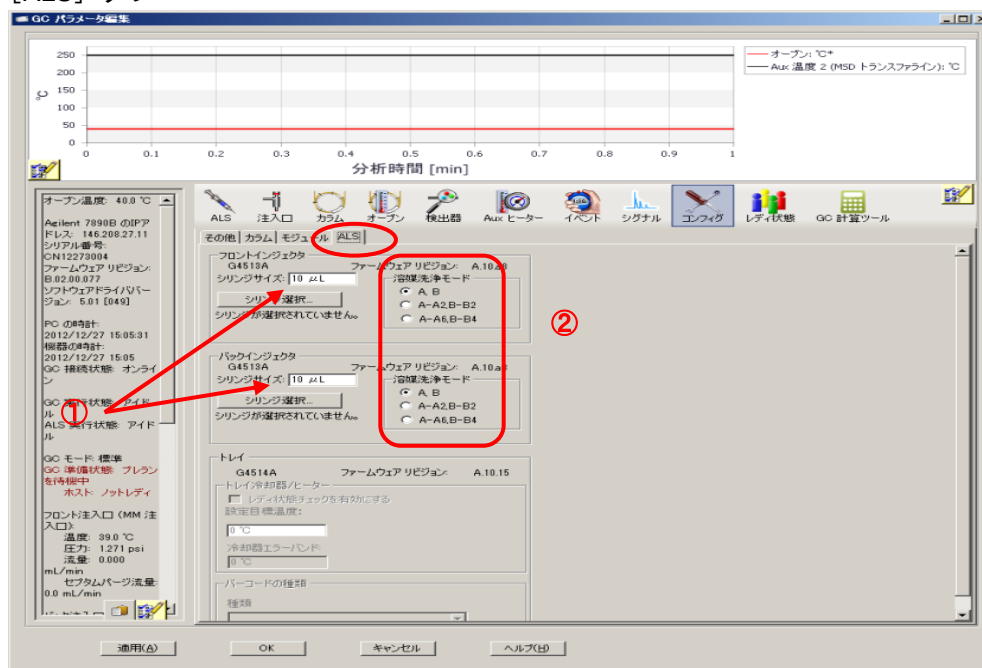 GC パラメータ編集
250
200
150
100
50
0
℃
0 0.1 0.2 0.3 0.4 0.5 0.6 0.7 0.8 0.9 1
分析時間 [min]
オーブン: ℃*
Aux 温度 2 (MSD トランスファライン): ℃
オーブン温度: 40.0 ℃
Agilent 7890B のIPア
ドレス: 146.208.27.11
シリアル番号:
CN12273004
ファームウェア リビジョン:
B.02.00.077
ソフトウェアドライババー
ジョン: 5.01 [049]
PC の時計:
2012/12/27 15:05:31
機器の時計:
2012/12/27 15:05
GC 接続状態: オンライ
ン
GC 実行状態: アイド
ル
ALS 実行状態: アイド
ル
GC モード: 標準
GC 準備状態: プレラン
を待機中
ホスト: ノットレディ
フロント注入口 (MM 注
入口):
温度: 39.0 ℃
圧力: 1.271 psi
流量: 0.000
mL/min
セプタムパージ流量:
0.0 mL/min
①
ALS 注入口 カラム オーブン 検出器 Aux ヒーター イベント シグナル コンフィグ レディ状態 GC 計算ツール
その他 カラム モジュール ALS
フロントインジェクタ
G4513A ファームウェア リビジョン: A.10.
シリンジサイズ: 10 μL
シリンジ選択...
シリンジが選択されていません。
溶媒洗浄モード
A, B
A-A2,B-B2
A-A6,B-B4
②
バックインジェクタ
G4513A ファームウェア リビジョン: A.10.
シリンジサイズ: 10 μL
シリンジ選択...
シリンジが選択されていません。
溶媒洗浄モード
A, B
A-A2,B-B2
A-A6,B-B4
トレイ
G4514A ファームウェア リビジョン: A.10.15
トレイ冷却器/ヒーター
レディ状態チェックを有効にする
設定目標温度:
0 ℃
冷却器エラーバンド:
0 ℃
バーコードの種類
種類
適用(A) OK キャンセル ヘルプ(H)